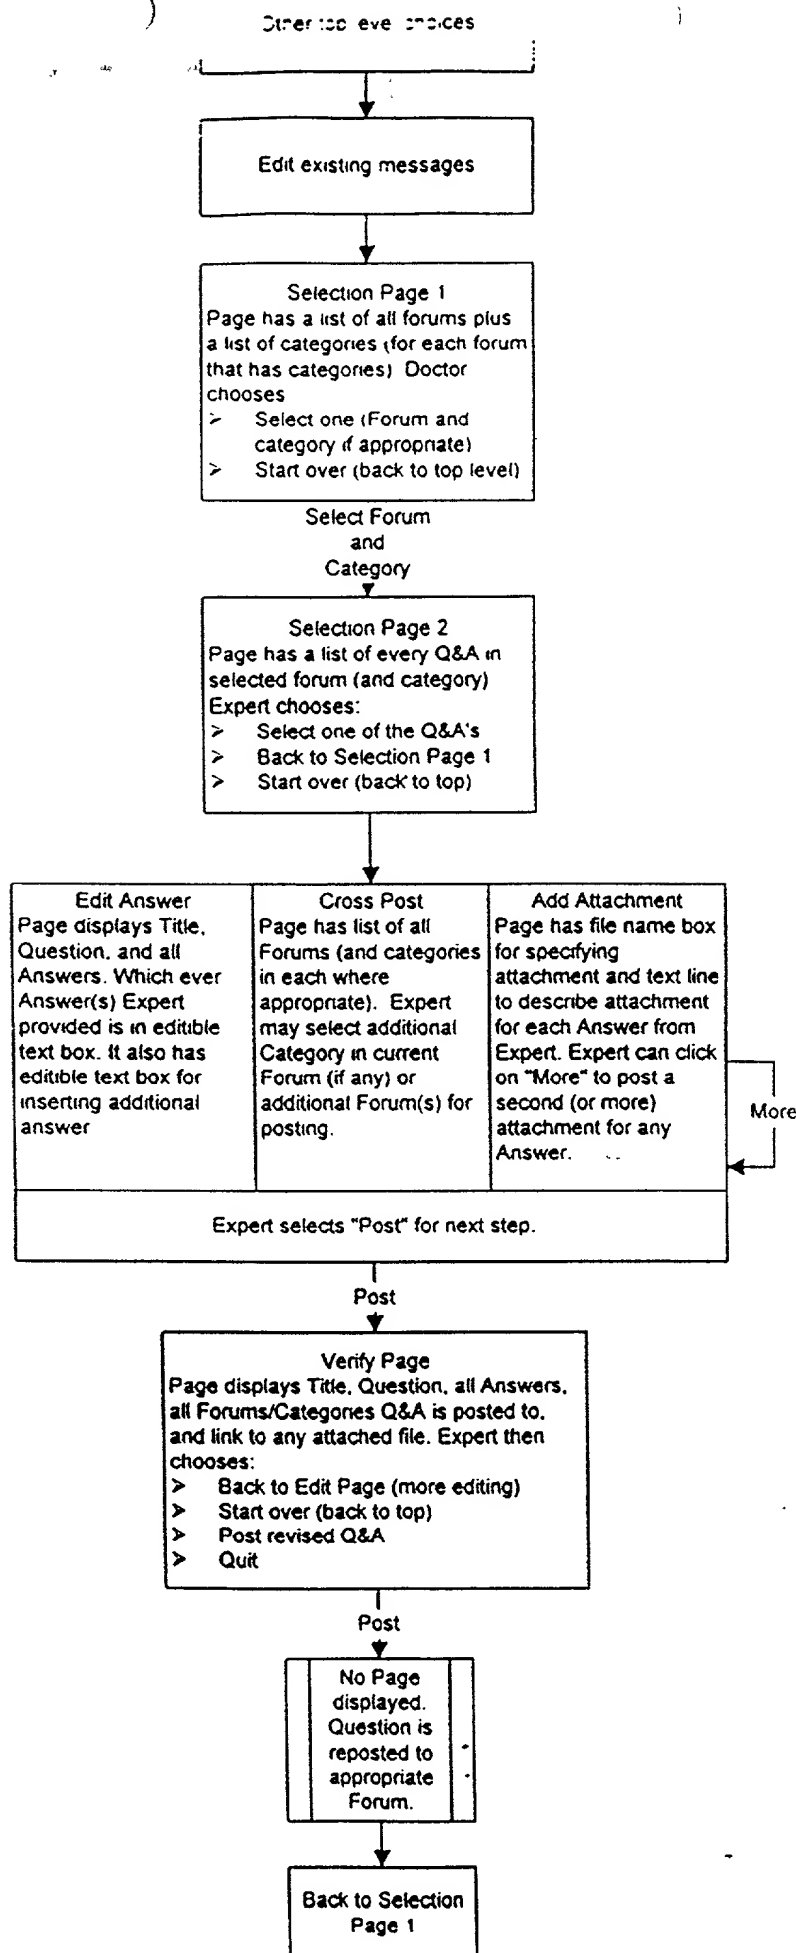 Other top level choices
Edit existing messages
Selection Page 1
Page has a list of all forums plus
a list of categories (for each forum
that has categories) Doctor
chooses
➢ Select one (Forum and
category if appropriate)
➢ Start over (back to top level)
Select Forum
and
Category
Selection Page 2
Page has a list of every Q&A in
selected forum (and category)
Expert chooses:
➢ Select one of the Q&A's
➢ Back to Selection Page 1
➢ Start over (back to top)
Edit Answer
Page displays Title,
Question, and all
Answers. Which ever
Answer(s) Expert
provided is in editible
text box. It also has
editible text box for
inserting additional
answer
Cross Post
Page has list of all
Forums (and categories
in each where
appropriate). Expert
may select additional
Category in current
Forum (if any) or
additional Forum(s) for
posting.
Add Attachment
Page has file name box
for specifying
attachment and text line
to describe attachment
for each Answer from
Expert. Expert can click
on "More" to post a
second (or more)
attachment for any
Answer.
More
Expert selects "Post" for next step.
Post
Verify Page
Page displays Title, Question, all Answers,
all Forums/Categories Q&A is posted to,
and link to any attached file. Expert then
chooses:
➢ Back to Edit Page (more editing)
➢ Start over (back to top)
➢ Post revised Q&A
➢ Quit
Post
No Page
displayed.
Question is
reposted to
appropriate
Forum.
Back to Selection
Page 1